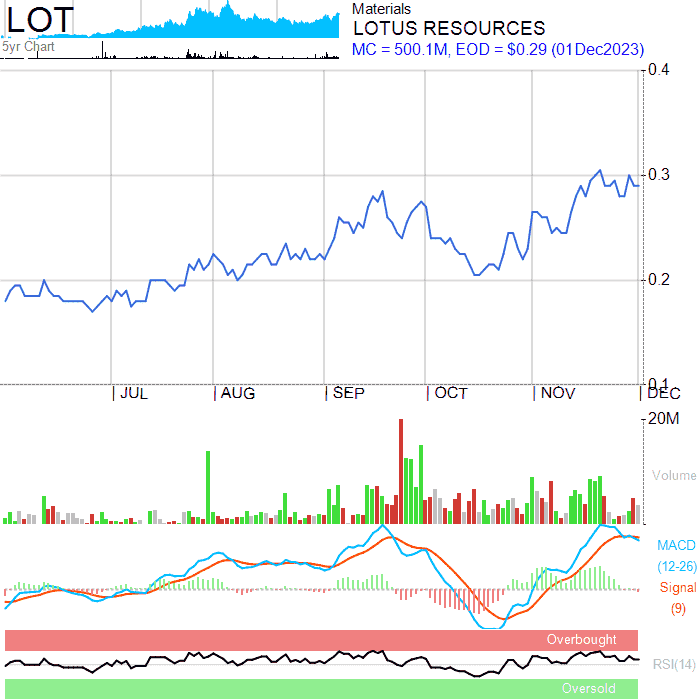 LOT
5yr Chart
Materials
LOTUS RESOURCES
MC = 500.1M, EOD = $0.29 (01Dec2023)
0.4
0.3
0.2
0.1
JUL
AUG
SEP
OCT
NOV
DEC
20M
Volume
MACD
(12-26)
Signal
(9)
Overbought
RSI(14)
Oversold